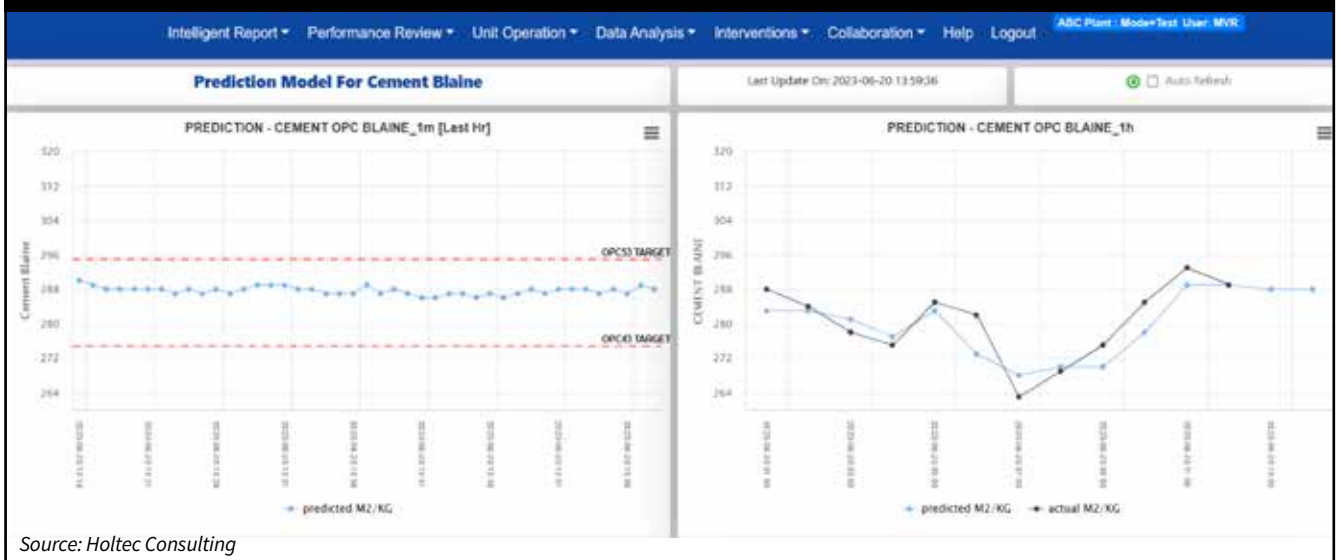 Intelligent Report Performance Review Unit Operation Data Analysis Interventions Collaboration Help Logout ABC Plant : Mode=Test User: MVR
Prediction Model For Cement Blaine
Last Update On: 2023-06-20 13:59:36
Auto Refresh
PREDICTION - CEMENT OPC BLAINE_1m [Last Hr]
320
312
304
296
288
280
272
264
Cement Blaine
OPC53 TARGET
OPC43 TARGET
predicted M2/KG
PREDICTION - CEMENT OPC BLAINE_1h
320
312
304
296
288
280
272
264
CEMENT BLAINE
predicted M2/KG actual M2/KG
Source: Holtec Consulting